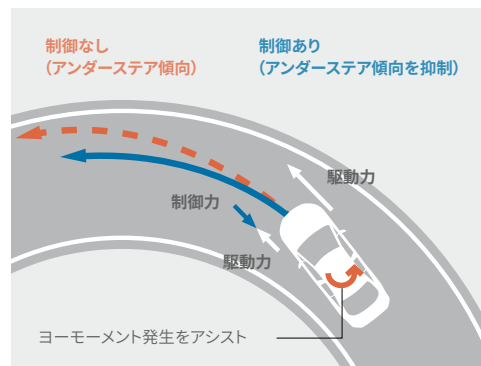 制御なし
（アンダーステア傾向）
制御あり
（アンダーステア傾向を抑制）
駆動力
制御力
駆動力
ヨーモーメント発生をアシスト